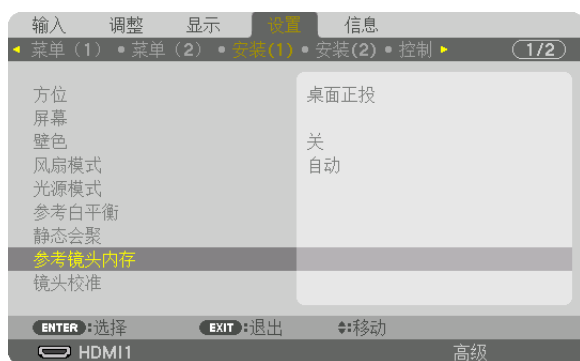 输入 调整 显示 设置 信息
◂ 菜单（1） ● 菜单（2） ● 安装(1) ● 安装(2) ● 控制 ▸ (1/2)
方位 桌面正投
屏幕
壁色 关
风扇模式 自动
光源模式
参考白平衡
静态会聚
参考镜头内存
镜头校准
ENTER:选择 EXIT:退出 ♦:移动
HDMI1 高级